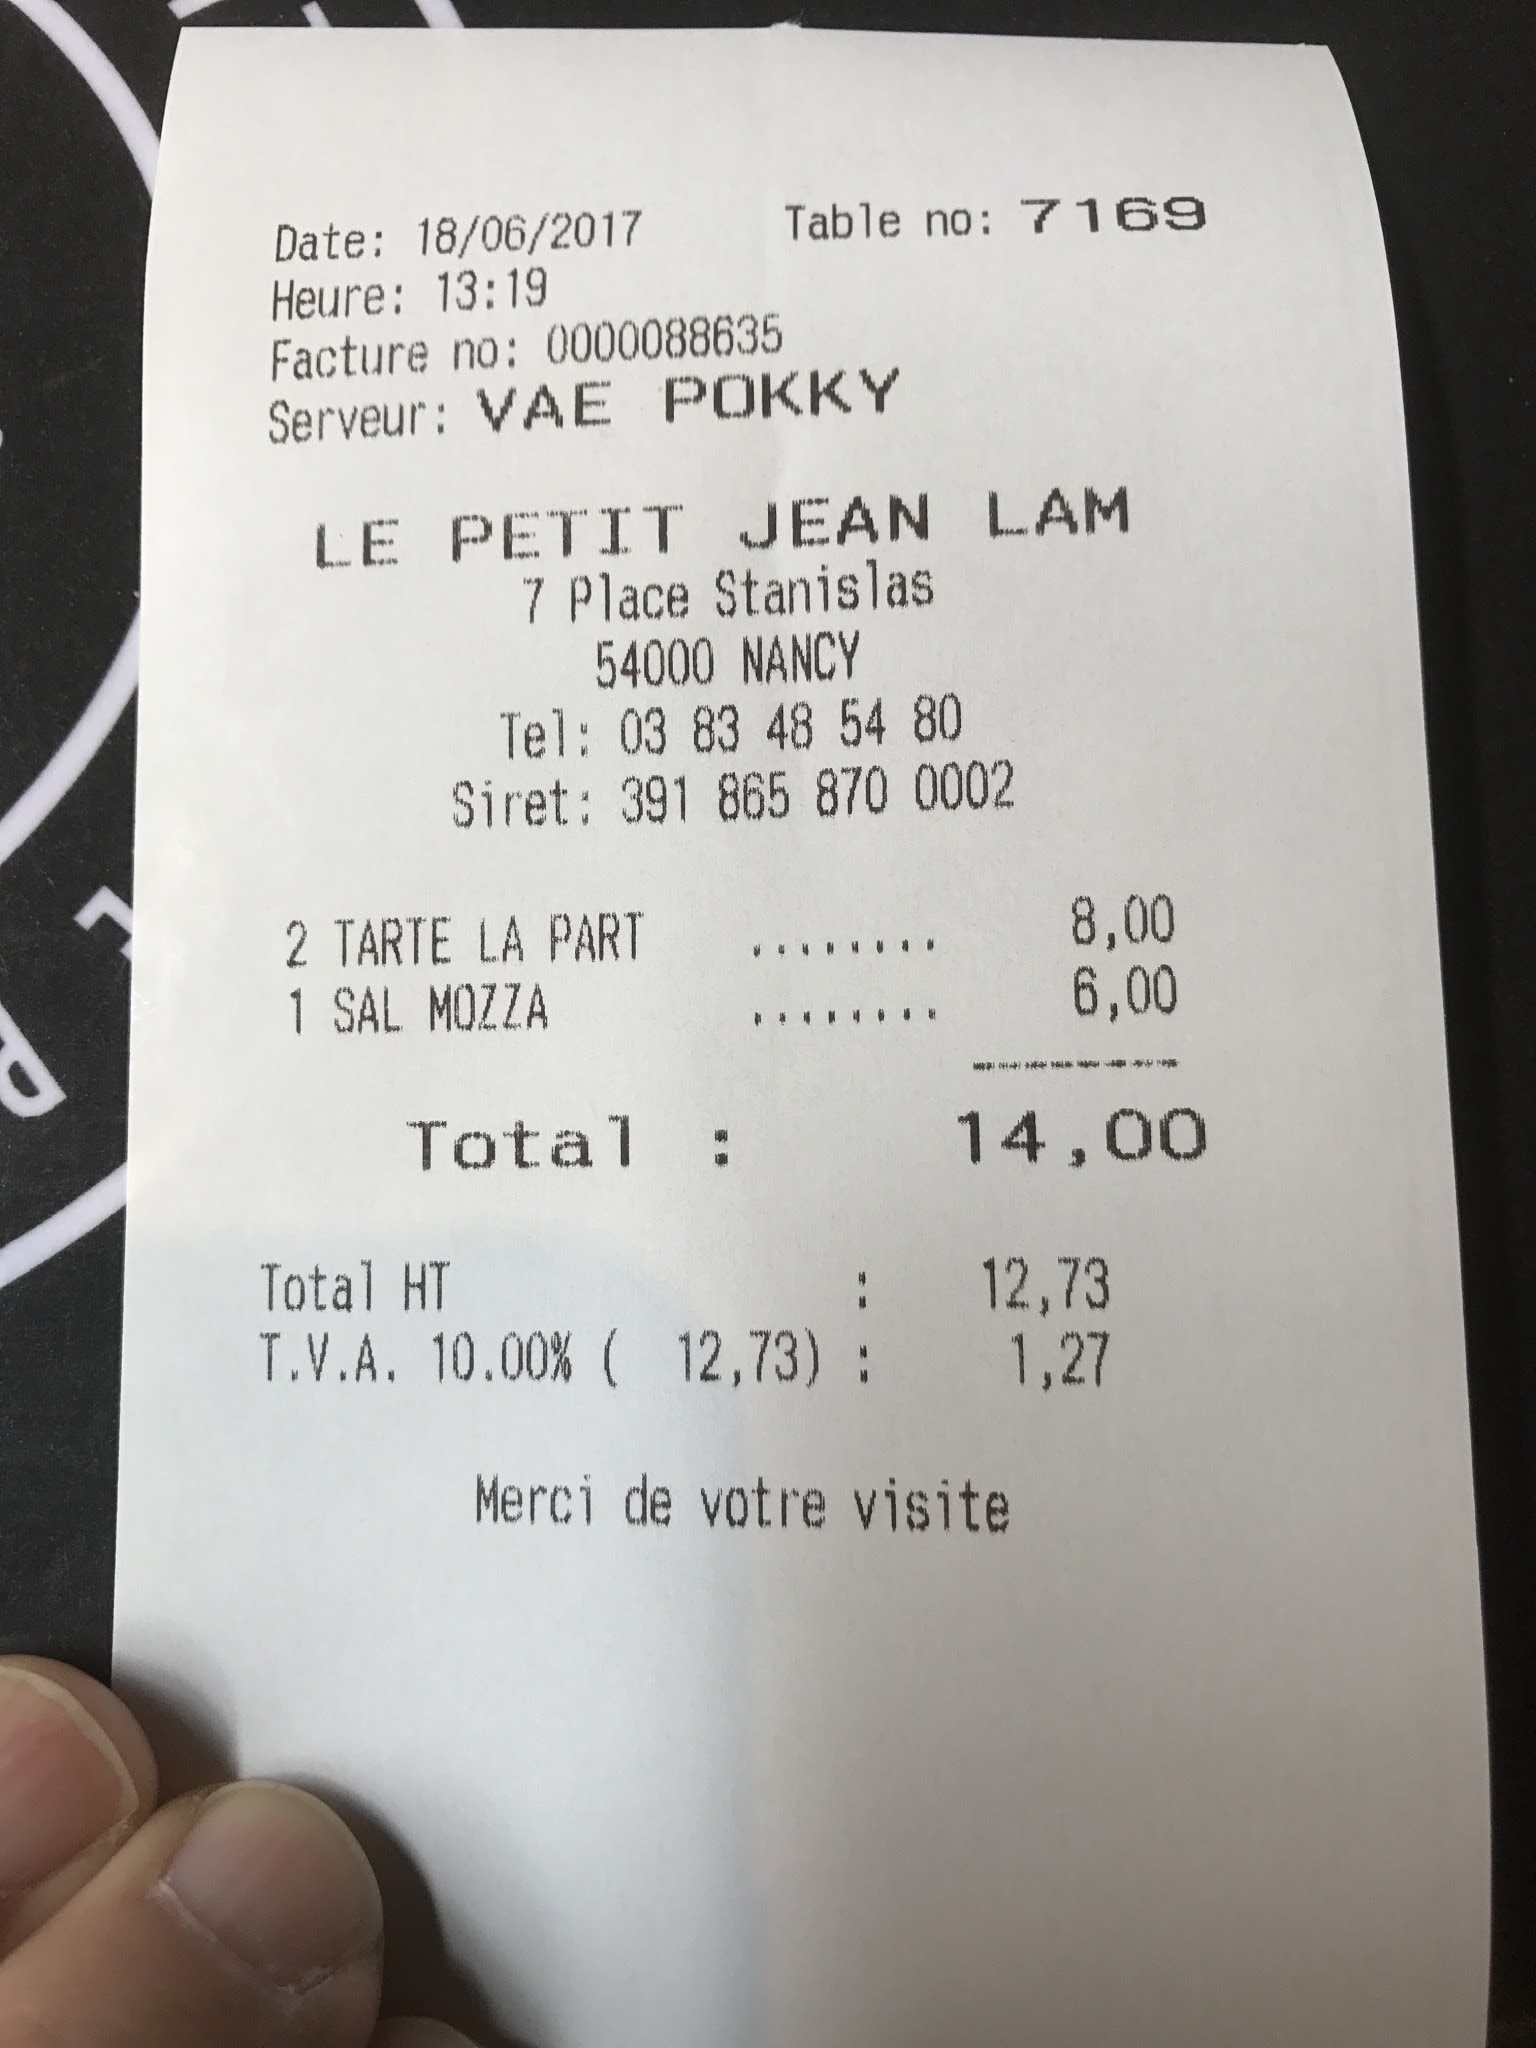 Date: 18/06/2017 Table no: 7169
Heure: 13:19
Facture no: 0000088635
Serveur: VAE POKKY
LE PETIT JEAN LAM
7 Place Stanislas
54000 NANCY
Tel: 03 83 48 54 80
Siret: 391 865 870 0002
2 TARTE LA PART ........ 8,00
1 SAL MOZZA ........ 6,00
----------
Total : 14,00
Total HT : 12,73
T.V.A. 10.00% ( 12,73) : 1,27
Merci de votre visite